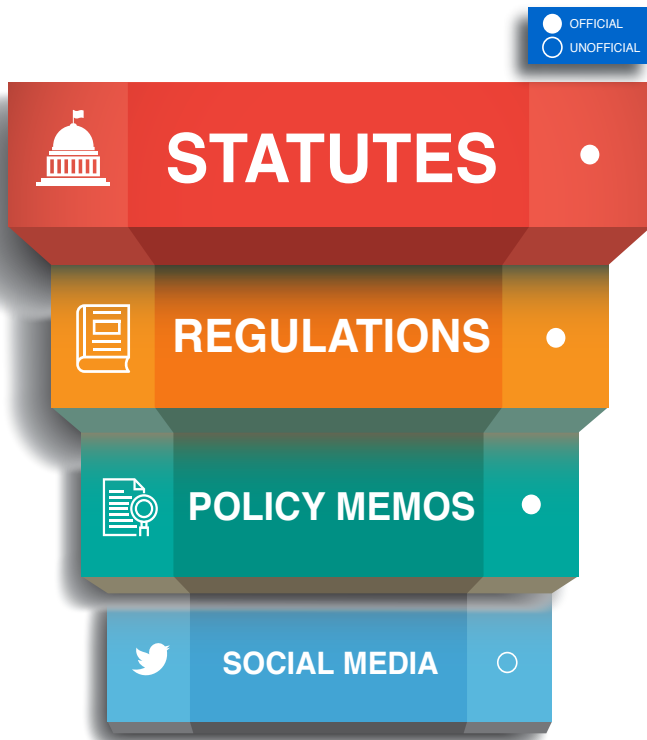 OFFICIAL
UNOFFICIAL
STATUTES
REGULATIONS
POLICY MEMOS
SOCIAL MEDIA